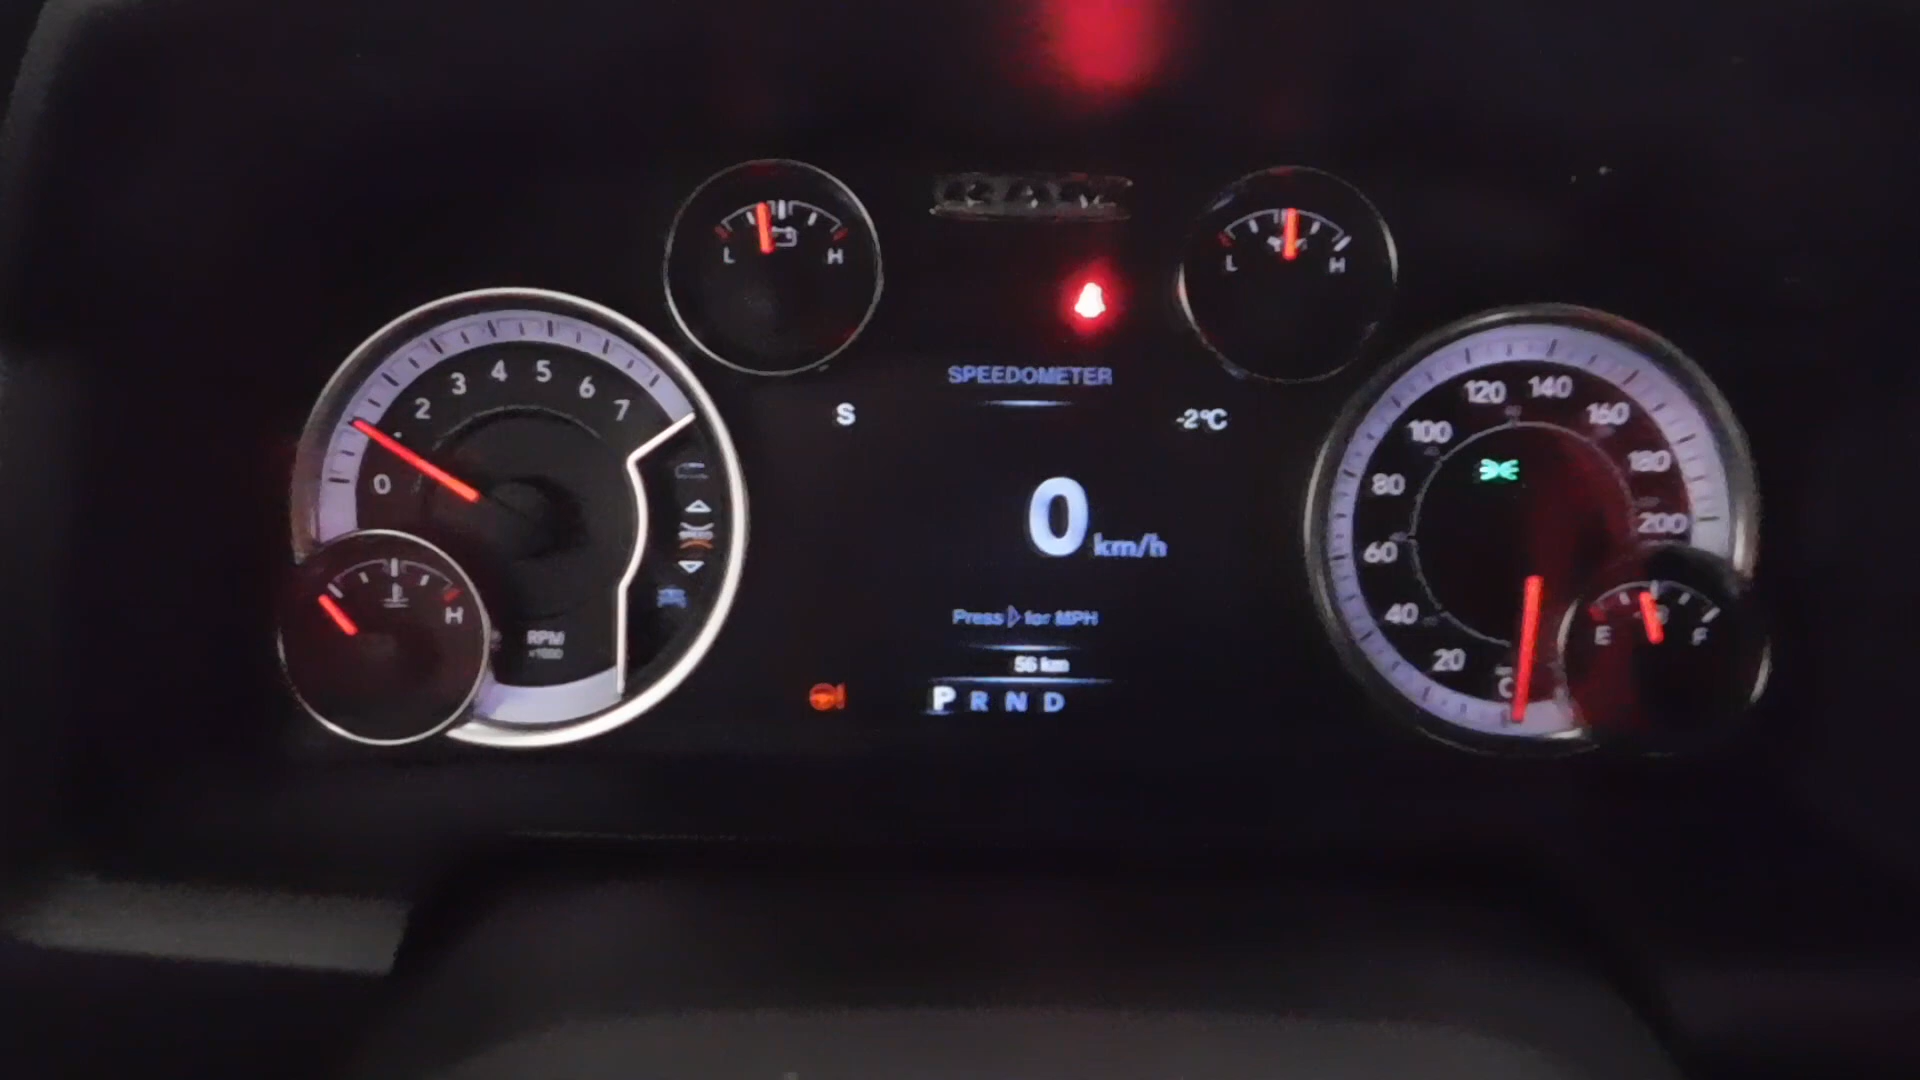 RAM
L H
L H
SPEEDOMETER
S
-2°C
0 km/h
Press ▷ for MPH
56 km
P R N D
0 2 3 4 5 6 7
RPM
x1000
H
20 40 60 80 100 120 140 160 180 200
E F